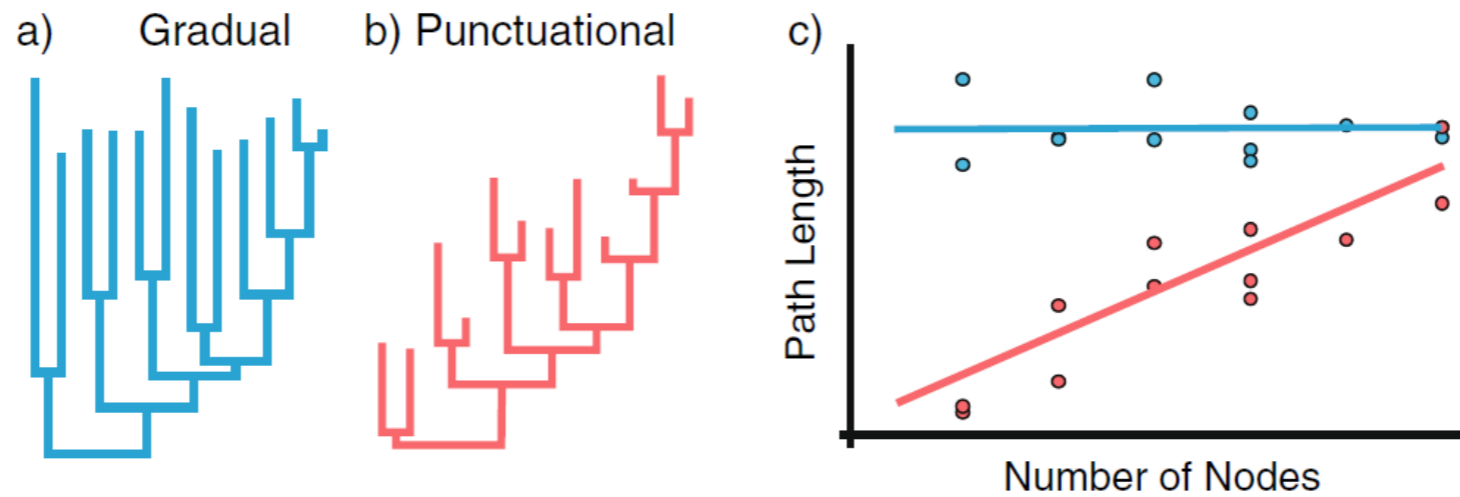 a) Gradual
b) Punctuational
c)
Path Length
Number of Nodes